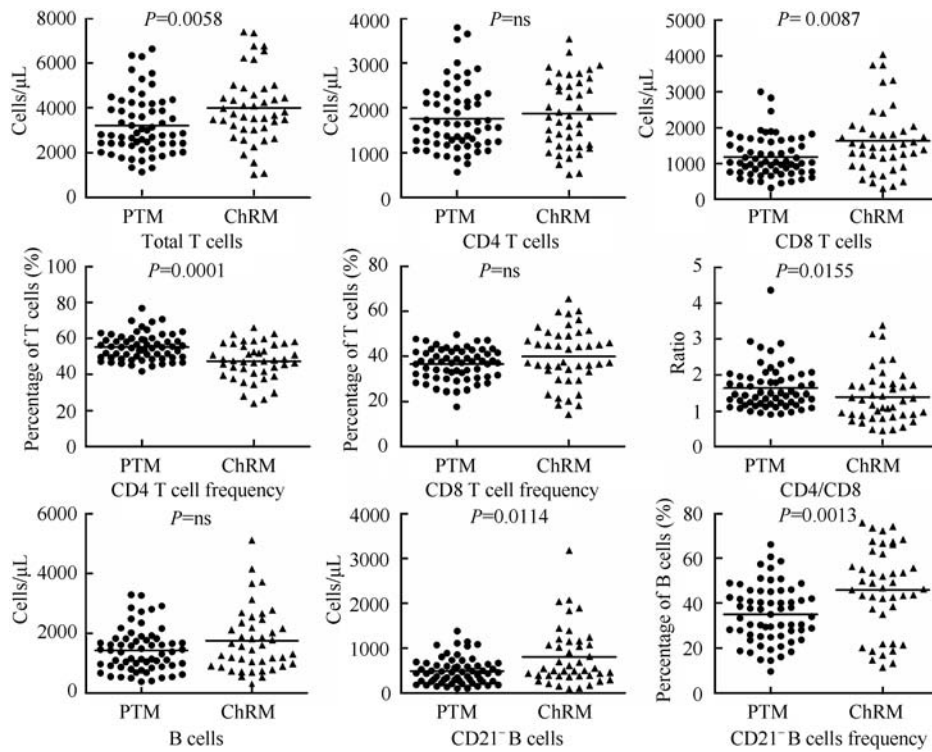 P=0.0058
Cells/μL
8000
6000
4000
2000
0
PTM
ChRM
Total T cells
P=ns
Cells/μL
4000
3000
2000
1000
0
PTM
ChRM
CD4 T cells
P=0.0087
Cells/μL
5000
4000
3000
2000
1000
0
PTM
ChRM
CD8 T cells
P=0.0001
Percentage of T cells (%)
100
80
60
40
20
0
PTM
ChRM
CD4 T cell frequency
P=ns
Percentage of T cells (%)
80
60
40
20
0
PTM
ChRM
CD8 T cell frequency
P=0.0155
Ratio
5
4
3
2
1
0
PTM
ChRM
CD4/CD8
P=ns
Cells/μL
6000
4000
2000
0
PTM
ChRM
B cells
P=0.0114
Cells/μL
4000
3000
2000
1000
0
PTM
ChRM
CD21⁻ B cells
P=0.0013
Percentage of B cells (%)
80
60
40
20
0
PTM
ChRM
CD21⁻ B cells frequency